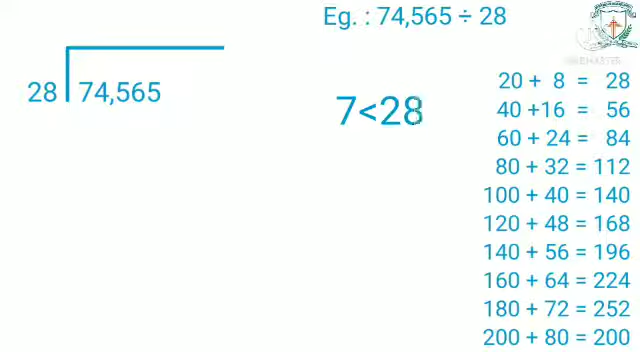 Eg. : 74,565 ÷ 28
28 74,565
7<28
20 + 8 = 28
40 +16 = 56
60 + 24 = 84
80 + 32 = 112
100 + 40 = 140
120 + 48 = 168
140 + 56 = 196
160 + 64 = 224
180 + 72 = 252
200 + 80 = 200